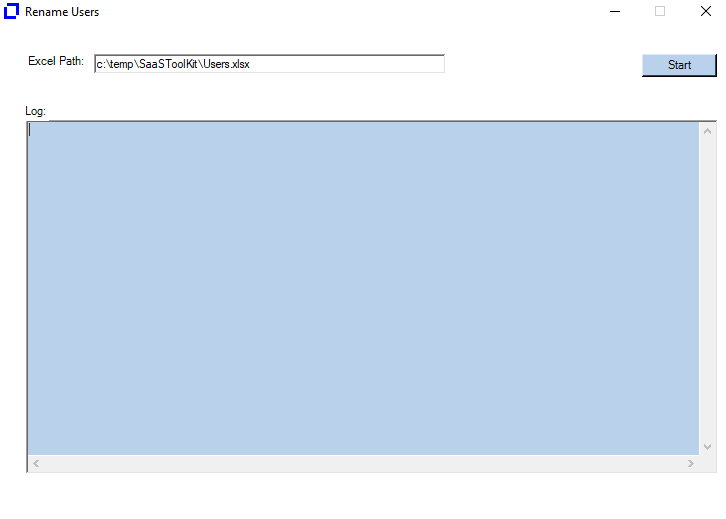 Rename Users
Excel Path:
c:\temp\SaaSToolKit\Users.xlsx
Start
Log: